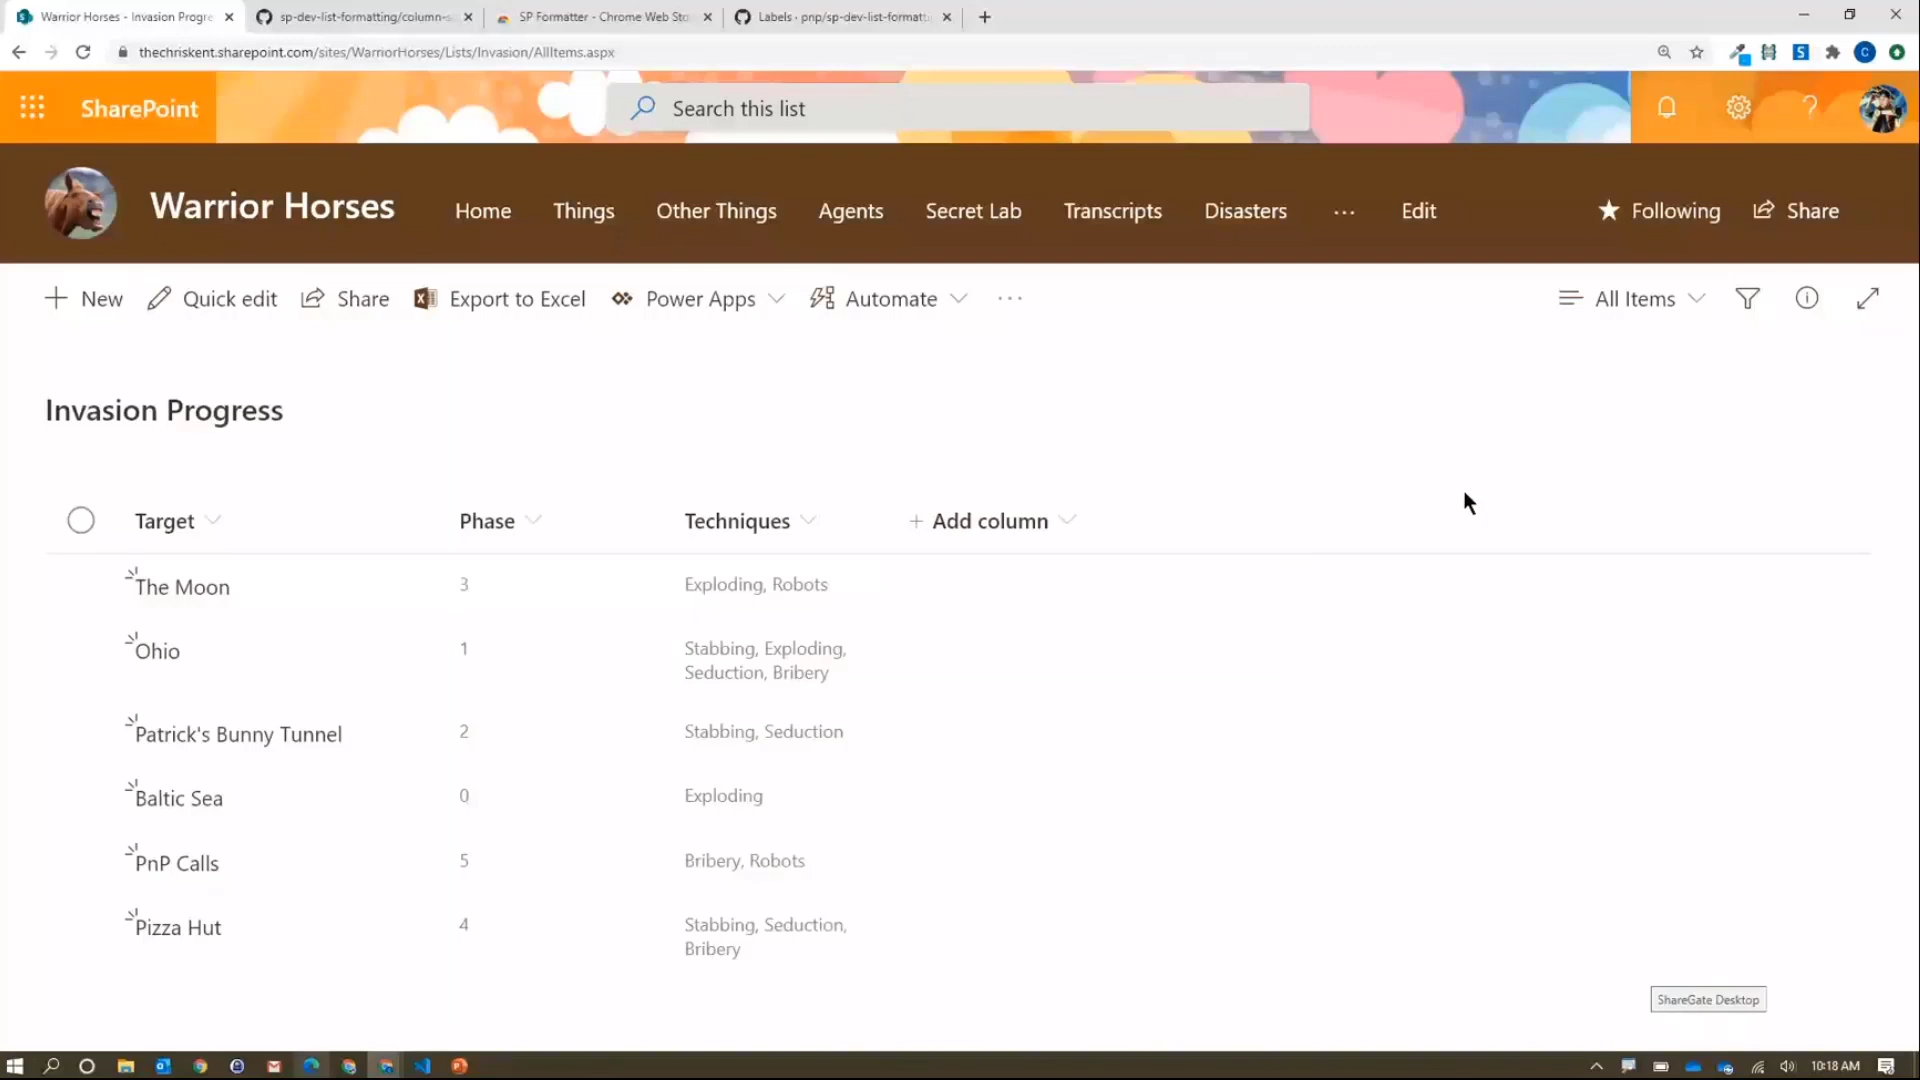 Warrior Horses - Invasion Progre
sp-dev-list-formatting/column-s
SP Formatter - Chrome Web Sto
Labels · pnp/sp-dev-list-formatti
thechriskent.sharepoint.com/sites/WarriorHorses/Lists/Invasion/AllItems.aspx
SharePoint
Search this list
Warrior Horses
Home
Things
Other Things
Agents
Secret Lab
Transcripts
Disasters
Edit
Following
Share
New
Quick edit
Share
Export to Excel
Power Apps
Automate
All Items
Invasion Progress
Target
Phase
Techniques
Add column
The Moon
3
Exploding, Robots
Ohio
1
Stabbing, Exploding,
Seduction, Bribery
Patrick's Bunny Tunnel
2
Stabbing, Seduction
Baltic Sea
0
Exploding
PnP Calls
5
Bribery, Robots
Pizza Hut
4
Stabbing, Seduction,
Bribery
ShareGate Desktop
10:18 AM